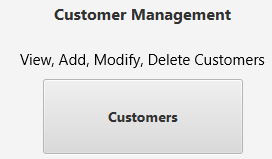 Customer Management
View, Add, Modify, Delete Customers
Customers